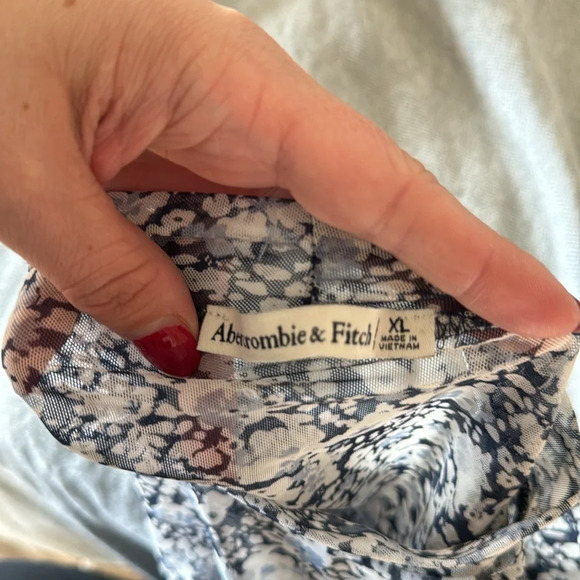 Abercrombie & Fitch
XL
MADE IN
VIETNAM